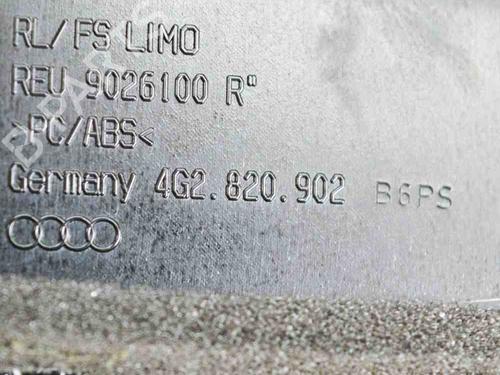 RL/FS LIMO
REU 9026100 R"
>PC/ABS<
Germany 4G2.820.902 B6PS